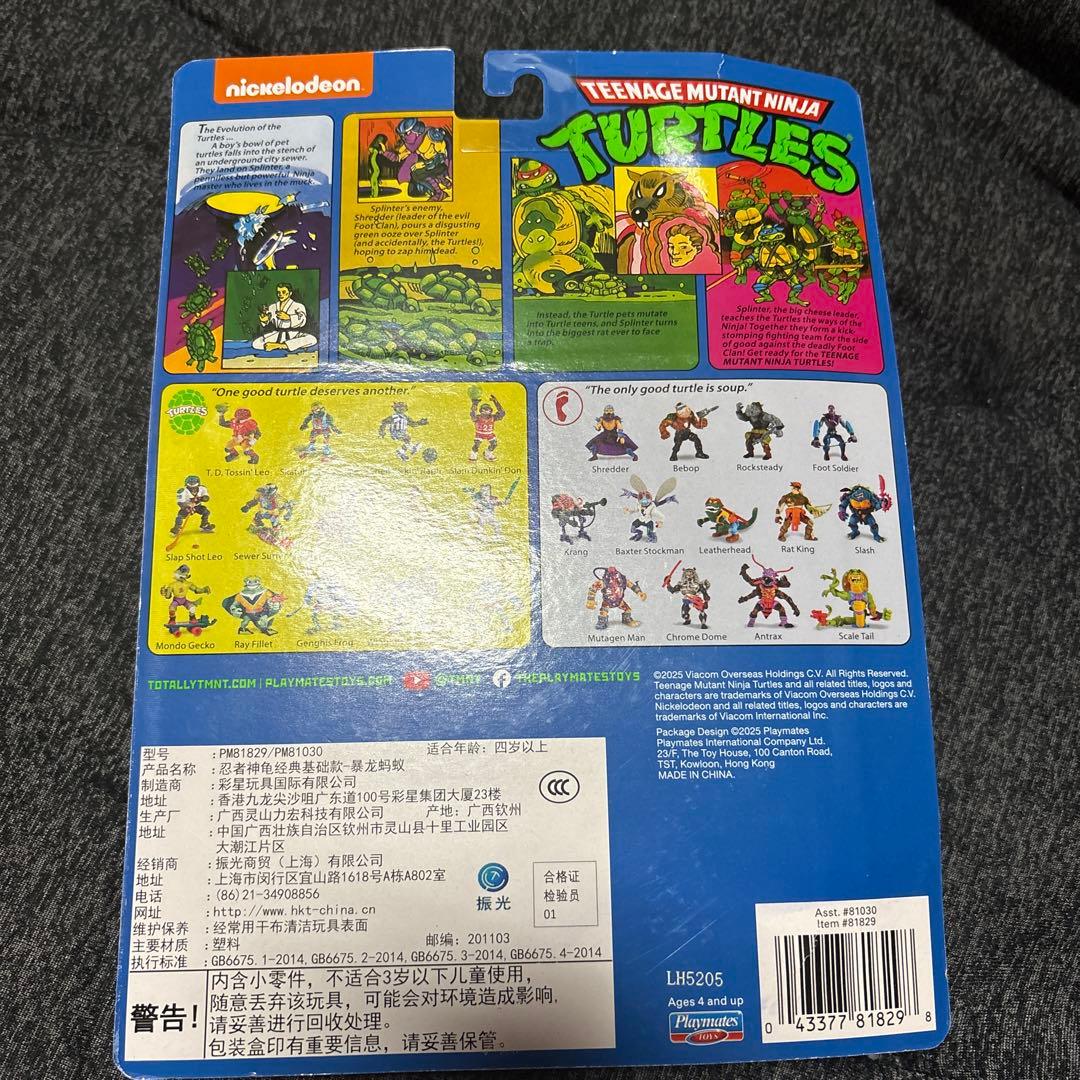 nickelodeon
TEENAGE MUTANT NINJA
TURTLES
The Evolution of the
Turtles ...
A boy's bowl of pet
turtles falls into the stench of
an underground city sewer.
They land on Splinter, a
penniless but powerful Ninja
master who lives in the muck.
Splinter's enemy,
Shredder (leader of the evil
Foot Clan), pours a disgusting
green ooze over Splinter
(and accidentally, the Turtles!),
hoping to zap him dead.
Instead, the Turtle pets mutate
into Turtle teens, and Splinter turns
into the biggest rat ever to face
a trap.
Splinter, the big cheese leader,
teaches the Turtles the ways of the
Ninja! Together they form a kick-
stomping fighting team for the side
of good against the deadly Foot
Clan! Get ready for the TEENAGE
MUTANT NINJA TURTLES!
"One good turtle deserves another."
TURTLES
T. D. Tossin' Leo
Slam Dunkin' Don
Slap Shot Leo
Sewer
Mondo Gecko
Ray Fillet
Genghis Frog
"The only good turtle is soup."
Shredder
Bebop
Rocksteady
Foot Soldier
Krang
Baxter Stockman
Leatherhead
Rat King
Slash
Mutagen Man
Chrome Dome
Antrax
Scale Tail
TOTALLYTMNT.COM | PLAYMATESTOYS.COM @TMNT THEPLAYMATESTOYS
©2025 Viacom Overseas Holdings C.V. All Rights Reserved.
Teenage Mutant Ninja Turtles and all related titles, logos and
characters are trademarks of Viacom Overseas Holdings C.V.
Nickelodeon and all related titles, logos and characters are
trademarks of Viacom International Inc.
Package Design ©2025 Playmates
Playmates International Company Ltd.
23/F, The Toy House, 100 Canton Road,
TST, Kowloon, Hong Kong
MADE IN CHINA.
型号 : PM81829/PM81030 适合年龄: 四岁以上
产品名称 : 忍者神龟经典基础款-暴龙蚂蚁
制造商 : 彩星玩具国际有限公司
地址 : 香港九龙尖沙咀广东道100号彩星集团大厦23楼
生产厂 : 广西灵山力宏科技有限公司 产地: 广西钦州
地址 : 中国广西壮族自治区钦州市灵山县十里工业园区
大潮江片区
经销商 : 振光商贸（上海）有限公司
地址 : 上海市闵行区宜山路1618号A栋A802室
电话 : (86)21-34908856
网址 : http://www.hkt-china.cn
维护保养 : 经常用干布清洁玩具表面
主要材质 : 塑料 邮编: 201103
执行标准 : GB6675.1-2014, GB6675.2-2014, GB6675.3-2014, GB6675.4-2014
CCC
振光
合格证
检验员
01
警告!
内含小零件，不适合3岁以下儿童使用，
随意丢弃该玩具，可能会对环境造成影响，
请妥善进行回收处理。
包装盒印有重要信息，请妥善保管。
LH5205
Ages 4 and up
Playmates
TOYS
Asst. #81030
Item #81829
0 43377 81829 8